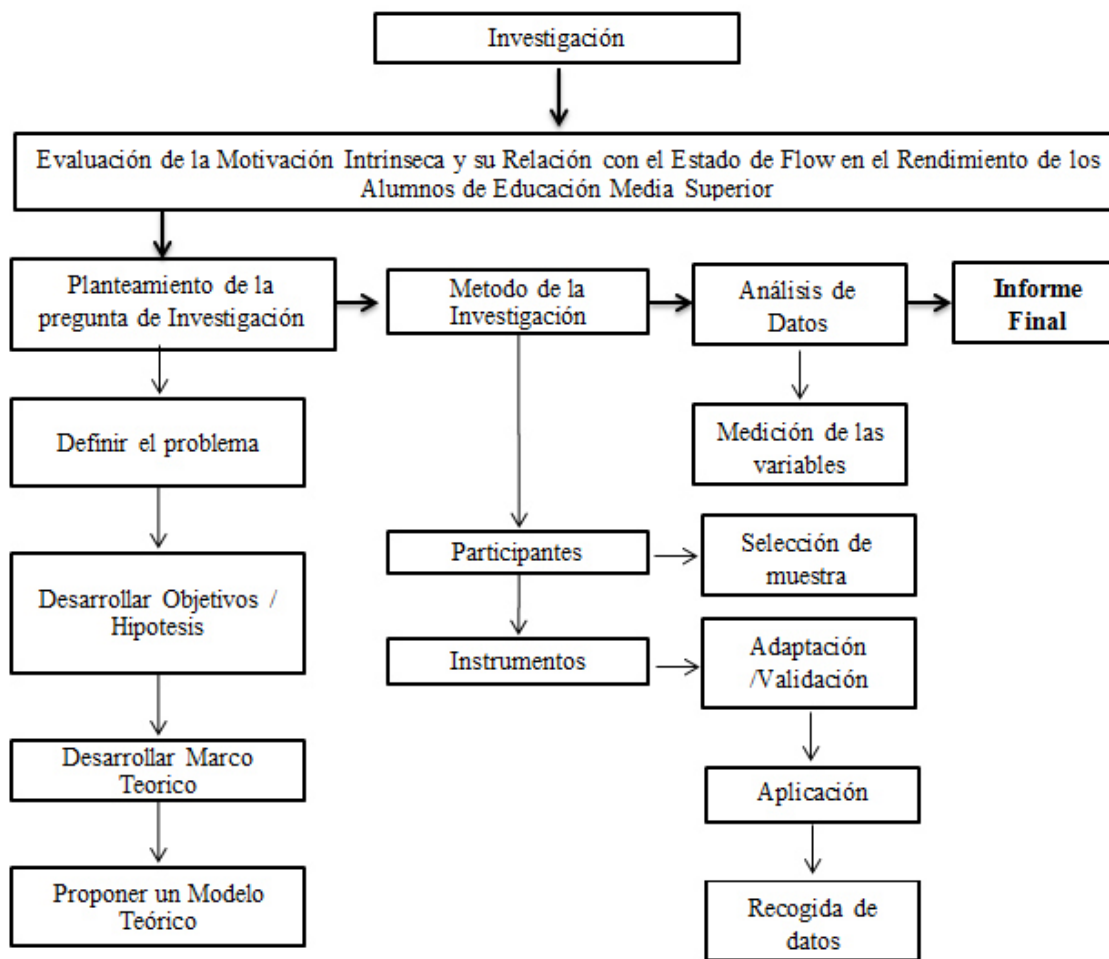 Investigación
Evaluación de la Motivación Intrinseca y su Relación con el Estado de Flow en el Rendimiento de los
Alumnos de Educación Media Superior
Planteamiento de la
pregunta de Investigación
Metodo de la
Investigación
Análisis de
Datos
Informe
Final
Definir el problema
Medición de las
variables
Participantes
Selección de
muestra
Desarrollar Objetivos /
Hipotesis
Instrumentos
Adaptación
/Validación
Desarrollar Marco
Teorico
Aplicación
Proponer un Modelo
Teórico
Recogida de
datos